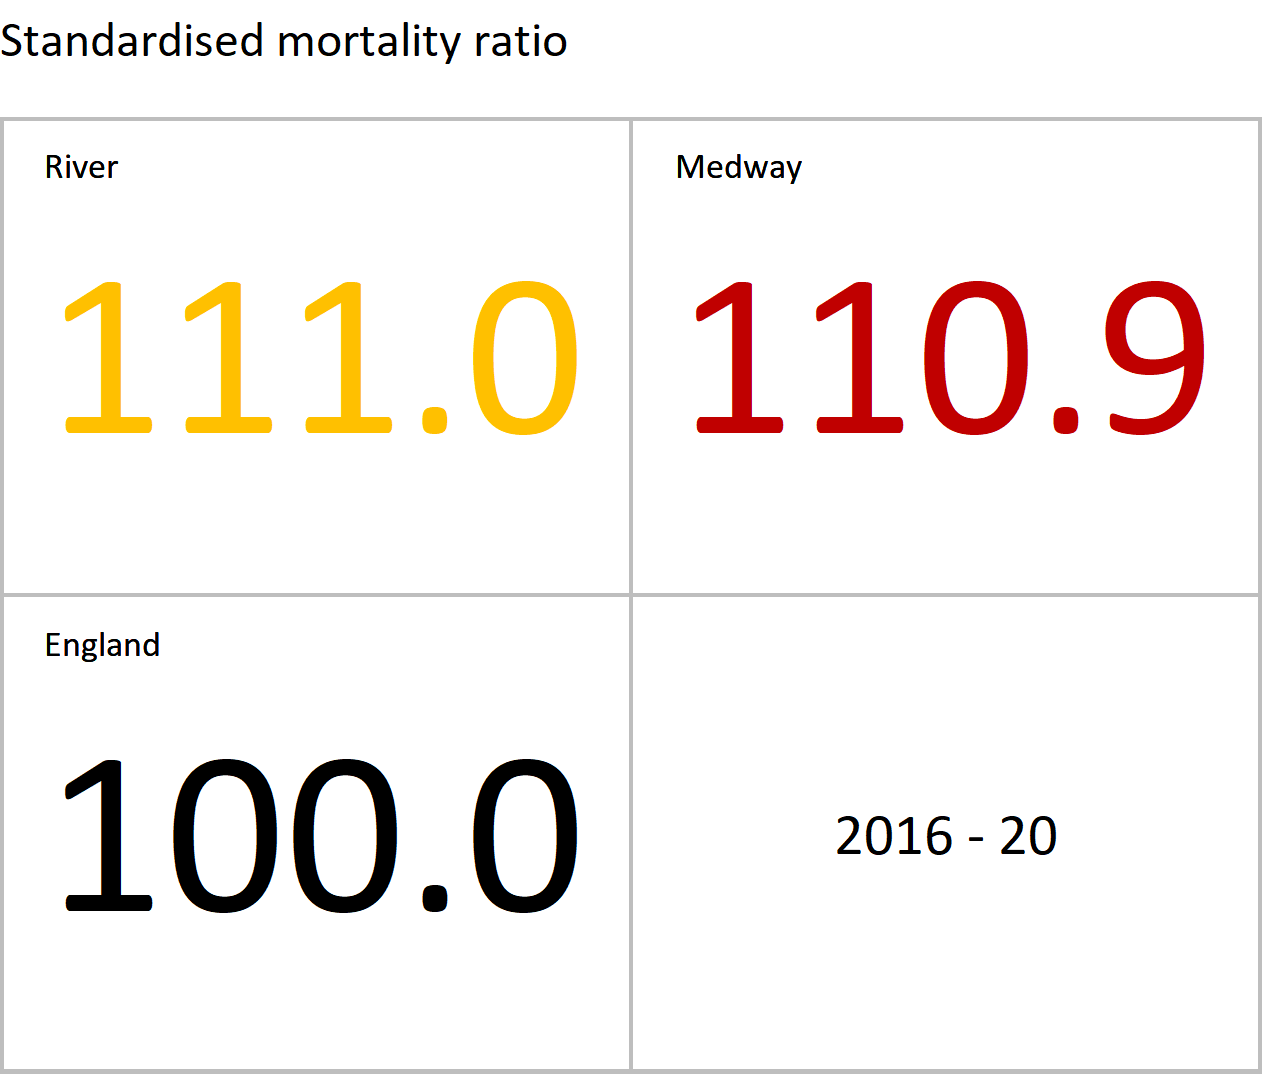 Standardised mortality ratio
River
111.0
Medway
110.9
England
100.0
2016 - 20